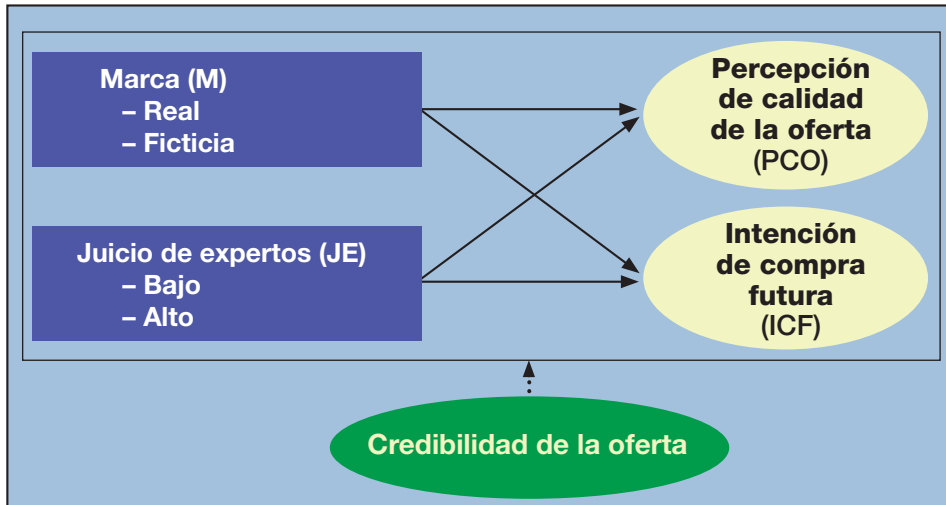 Marca (M)
– Real
– Ficticia
Juicio de expertos (JE)
– Bajo
– Alto
Percepción
de calidad
de la oferta
(PCO)
Intención
de compra
futura
(ICF)
Credibilidad de la oferta